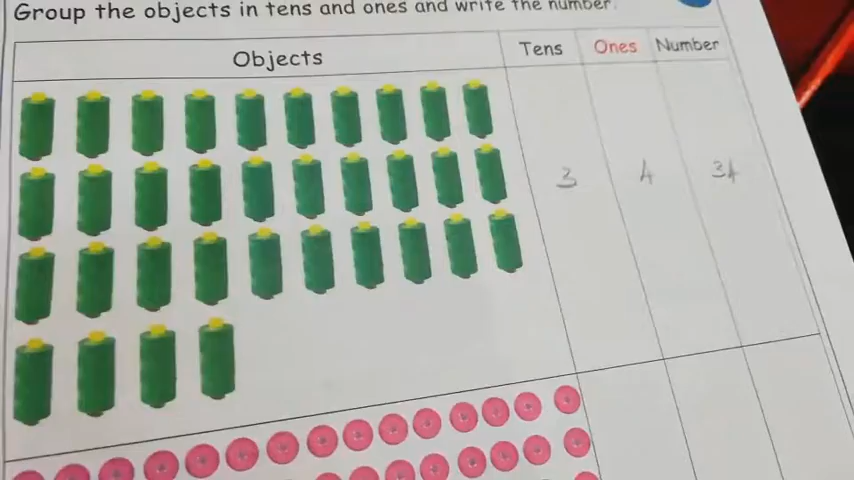 Group the objects in tens and ones and write the number.
Objects Tens Ones Number
3 4 34